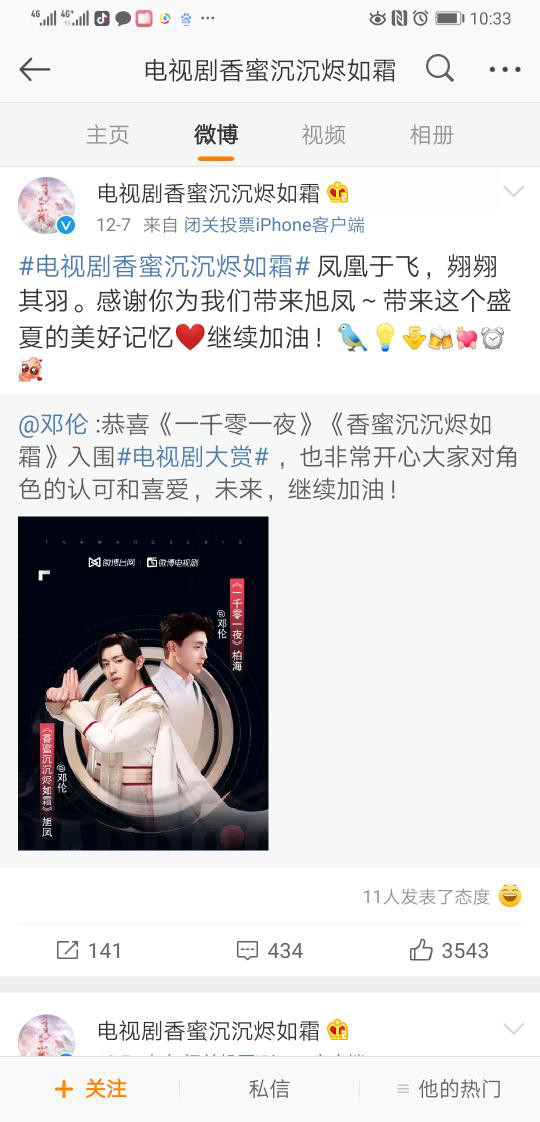 4G 4G+ 10:33
电视剧香蜜沉沉烬如霜
主页 微博 视频 相册
电视剧香蜜沉沉烬如霜
12-7 来自 闭关投票iPhone客户端
#电视剧香蜜沉沉烬如霜# 凤凰于飞，翙翙
其羽。感谢你为我们带来旭凤～带来这个盛
夏的美好记忆❤️继续加油！
@邓伦 :恭喜《一千零一夜》《香蜜沉沉烬如
霜》入围#电视剧大赏# ，也非常开心大家对角
色的认可和喜爱，未来，继续加油！
TVAWARDS2018
微博台网 微博电视剧
《一千零一夜》柏海
@邓伦
《香蜜沉沉烬如霜》旭凤
@邓伦
11人发表了态度
141 434 3543
电视剧香蜜沉沉烬如霜
+ 关注 私信 他的热门